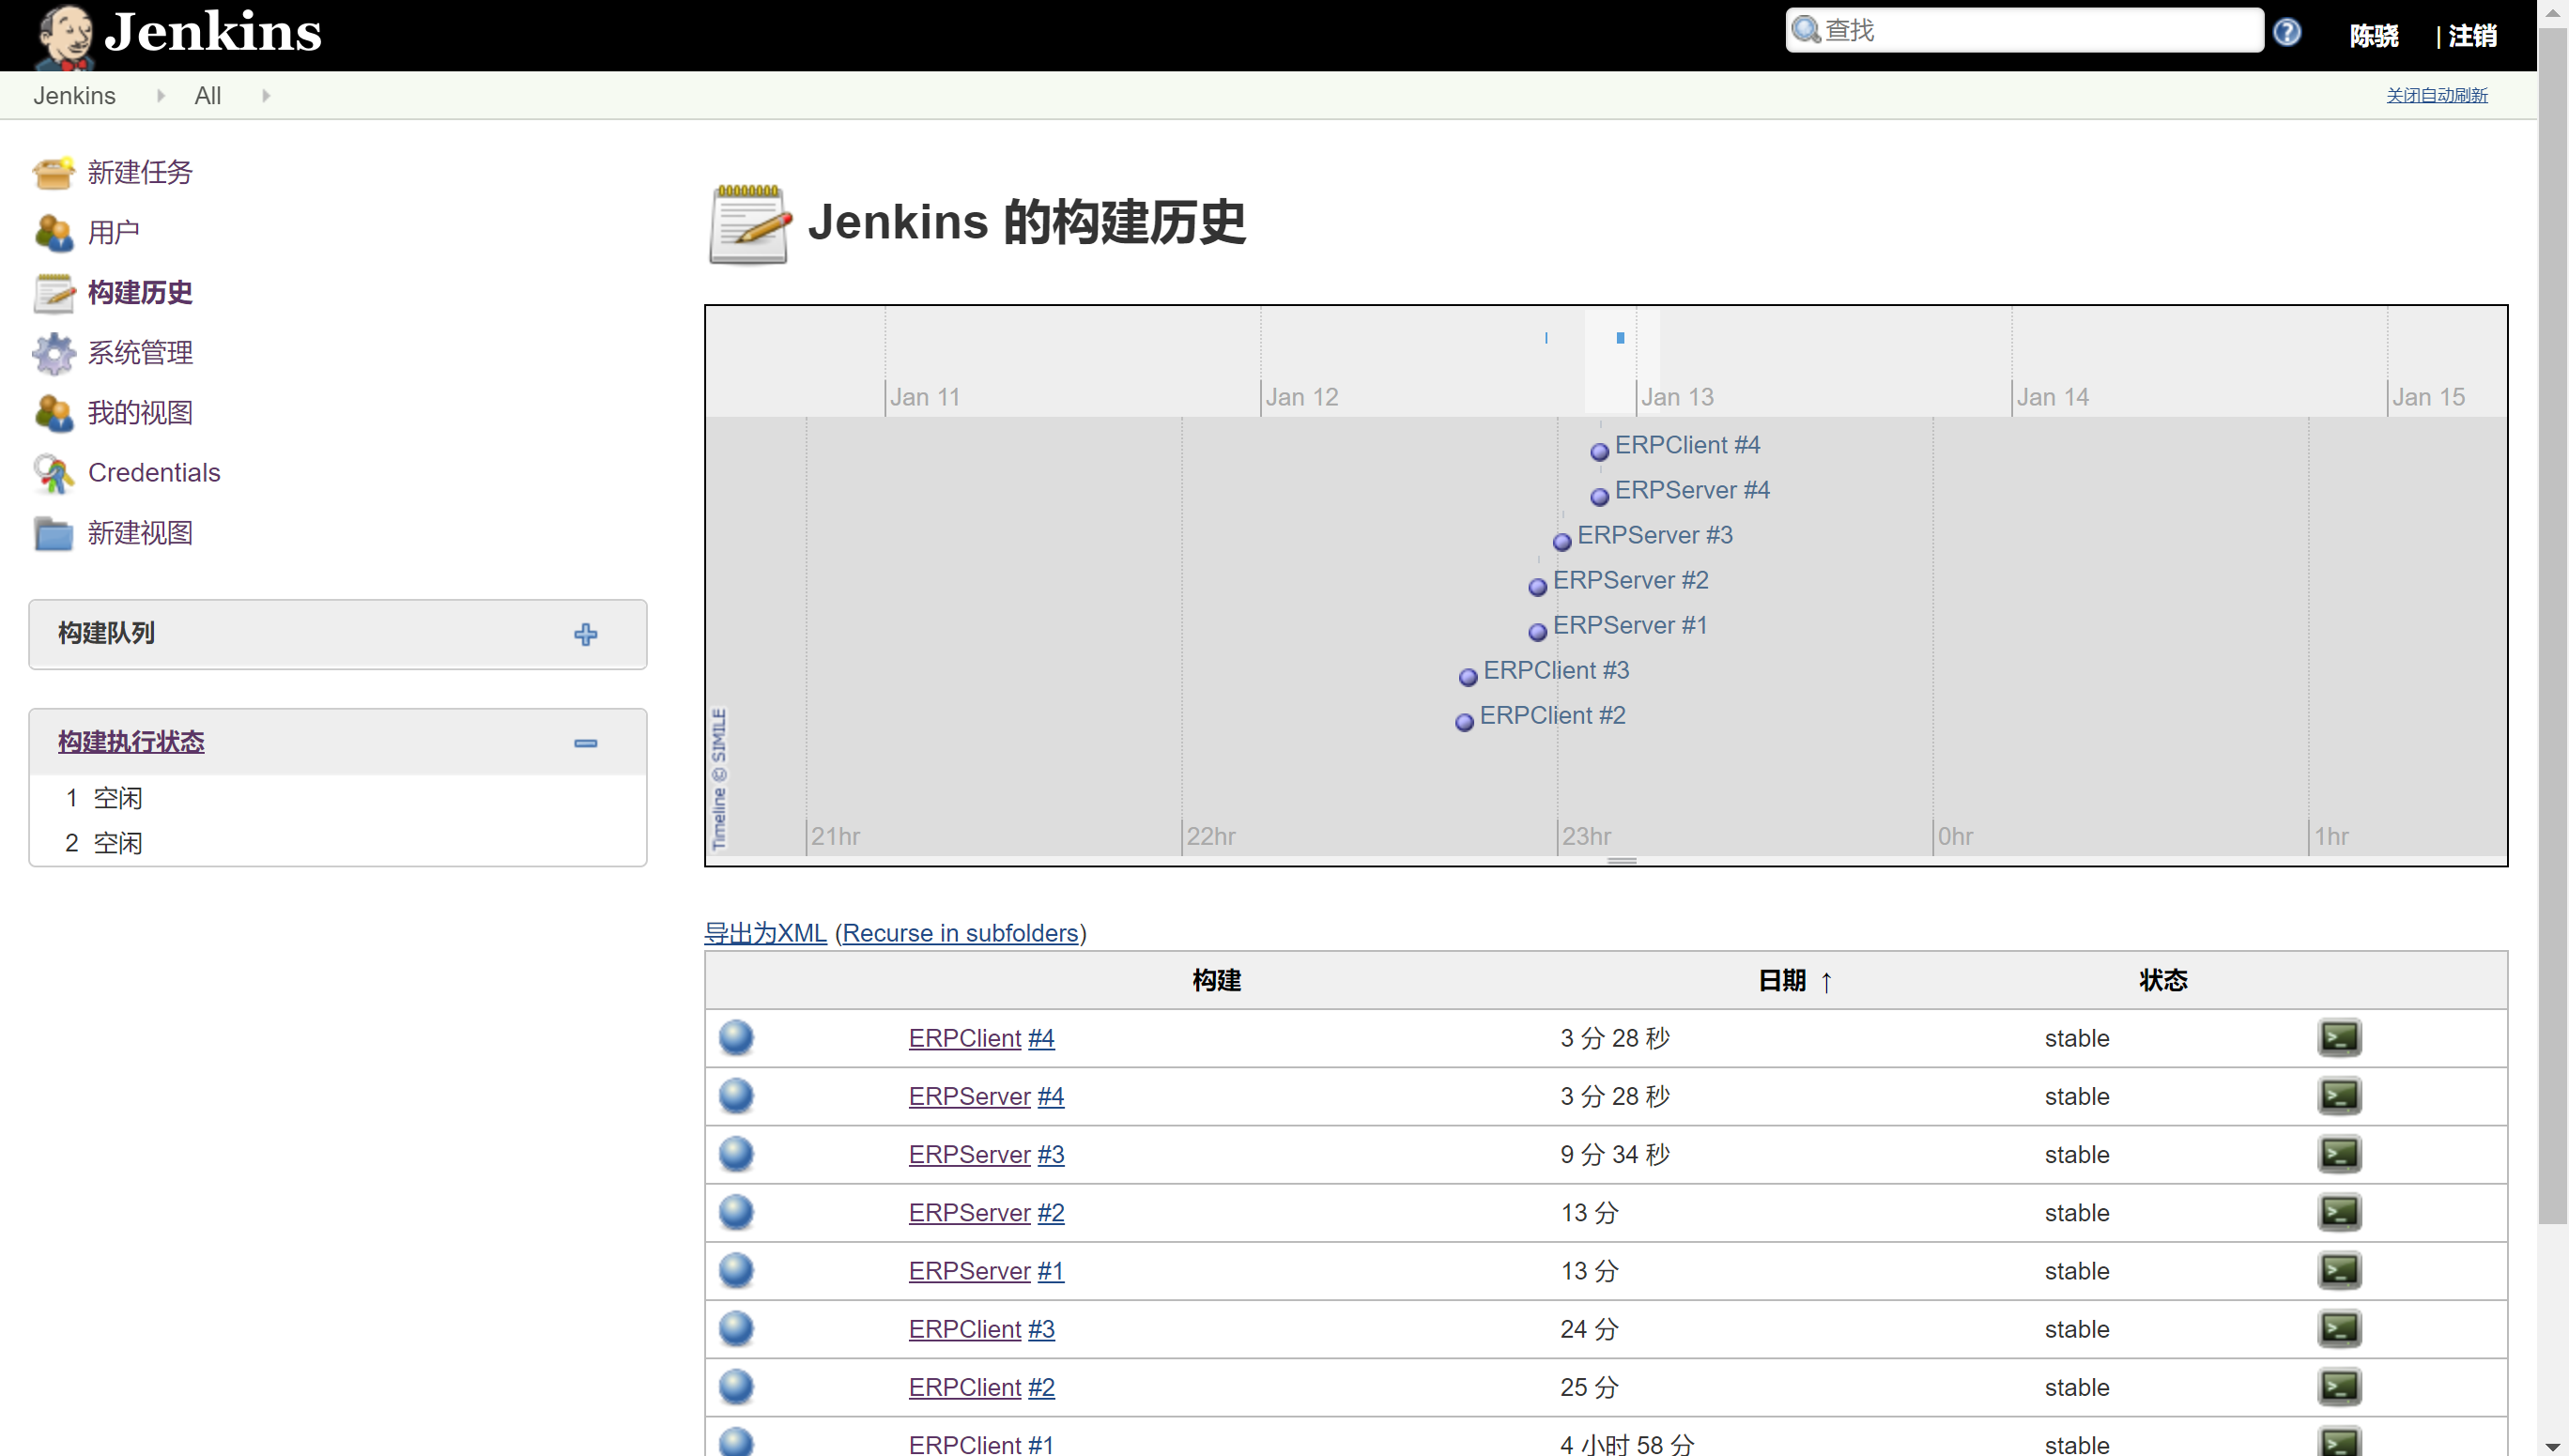 Jenkins
查找
陈骁 | 注销
Jenkins All
关闭自动刷新
新建任务
用户
构建历史
系统管理
我的视图
Credentials
新建视图
构建队列
构建执行状态
1 空闲
2 空闲
Jenkins 的构建历史
Jan 11 Jan 12 Jan 13 Jan 14 Jan 15
ERPClient #4
ERPServer #4
ERPServer #3
ERPServer #2
ERPServer #1
ERPClient #3
ERPClient #2
Timeline © SIMILE
21hr 22hr 23hr 0hr 1hr
导出为XML (Recurse in subfolders)
构建 日期 ↑ 状态
ERPClient #4 3 分 28 秒 stable
ERPServer #4 3 分 28 秒 stable
ERPServer #3 9 分 34 秒 stable
ERPServer #2 13 分 stable
ERPServer #1 13 分 stable
ERPClient #3 24 分 stable
ERPClient #2 25 分 stable
ERPClient #1 4 小时 58 分 stable